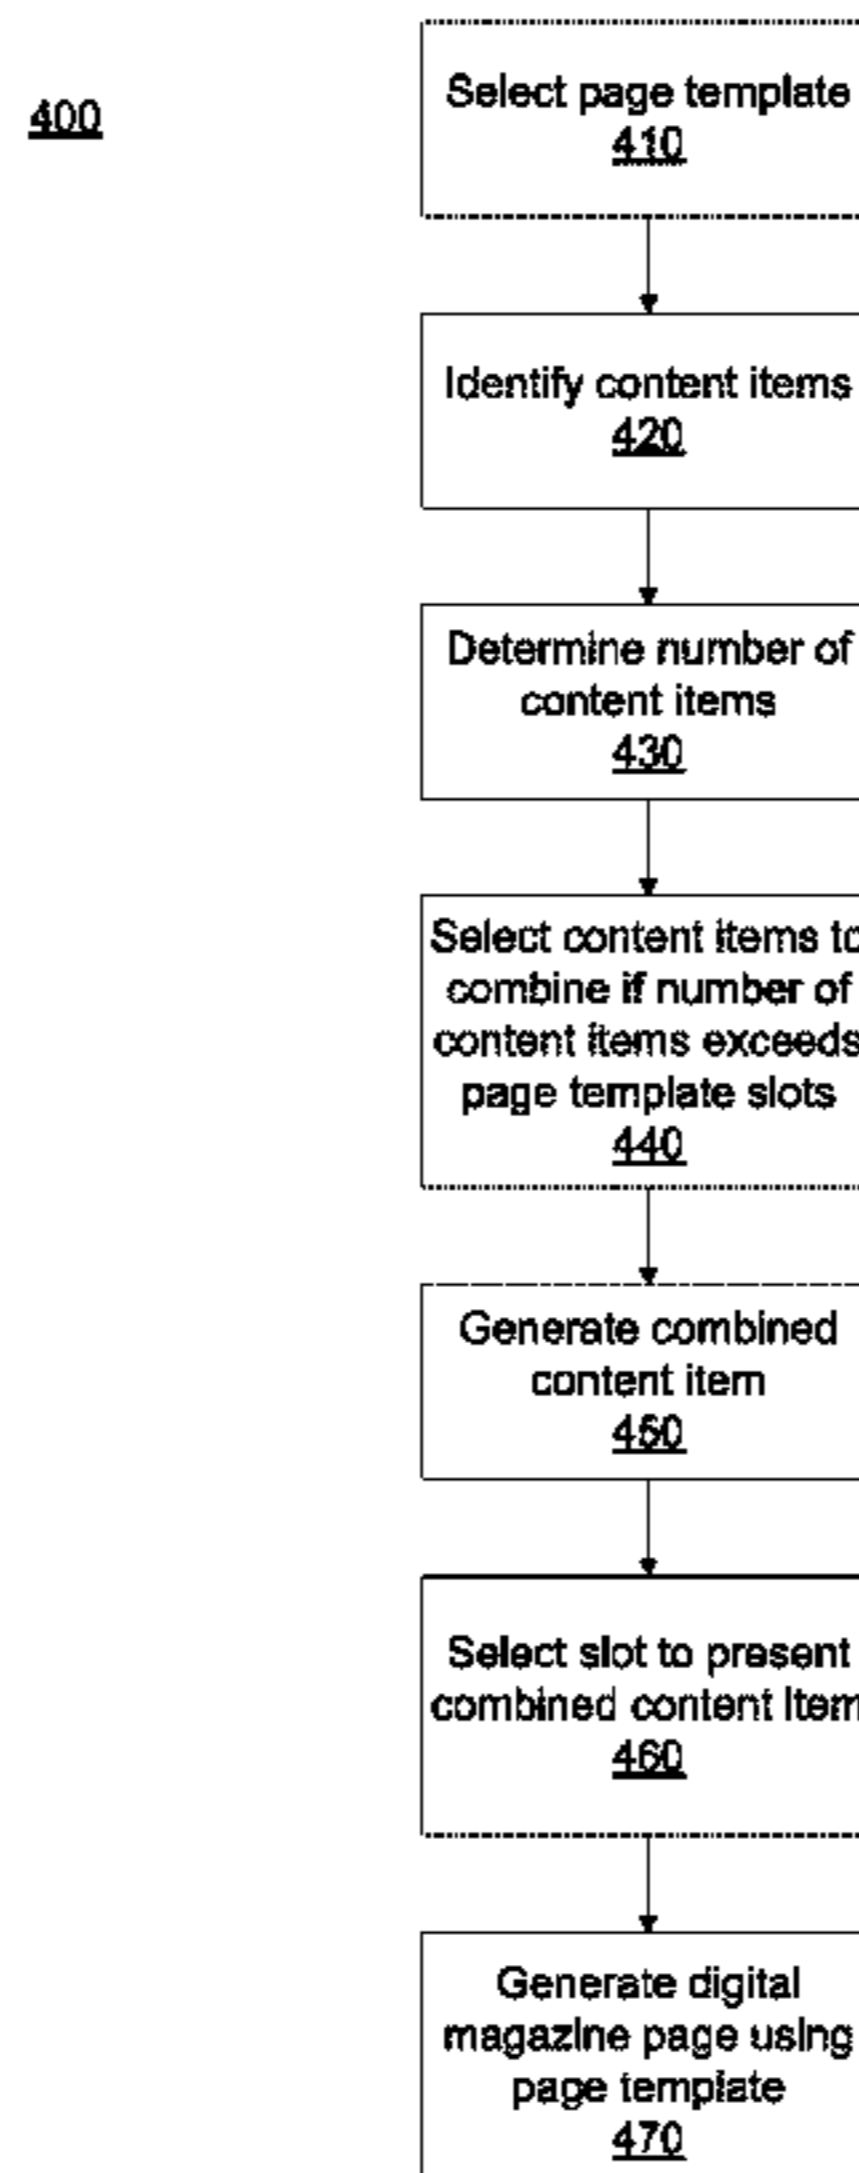 400
Select page template
410
Identify content items
420
Determine number of
content items
430
Select content items to
combine if number of
content items exceeds
page template slots
440
Generate combined
content item
450
Select slot to present
combined content item
460
Generate digital
magazine page using
page template
470